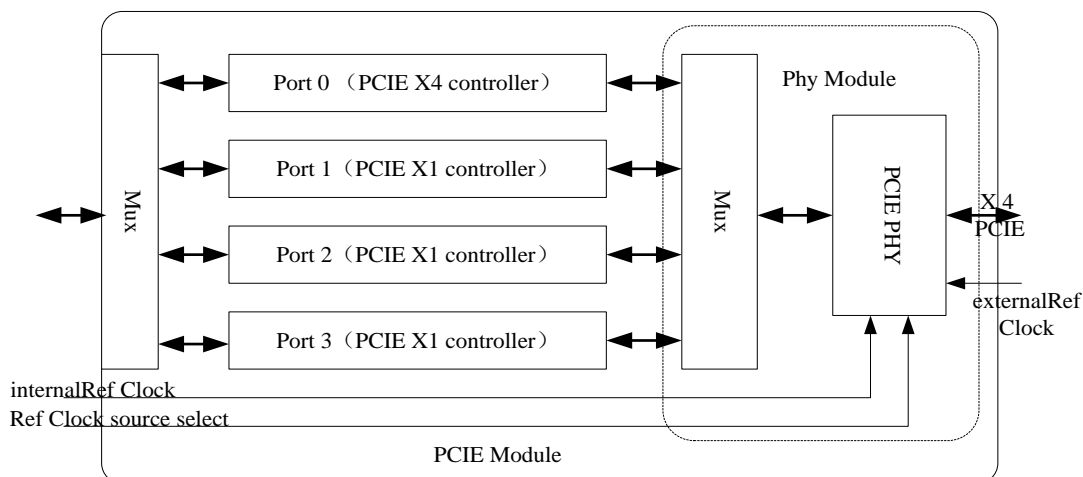 Port 0 （PCIE X4 controller）
Phy Module
Port 1（PCIE X1 controller）
Mux
Mux
PCIE PHY
X 4
PCIE
Port 2（PCIE X1 controller）
externalRef
Clock
Port 3（PCIE X1 controller）
internalRef Clock
Ref Clock source select
PCIE Module